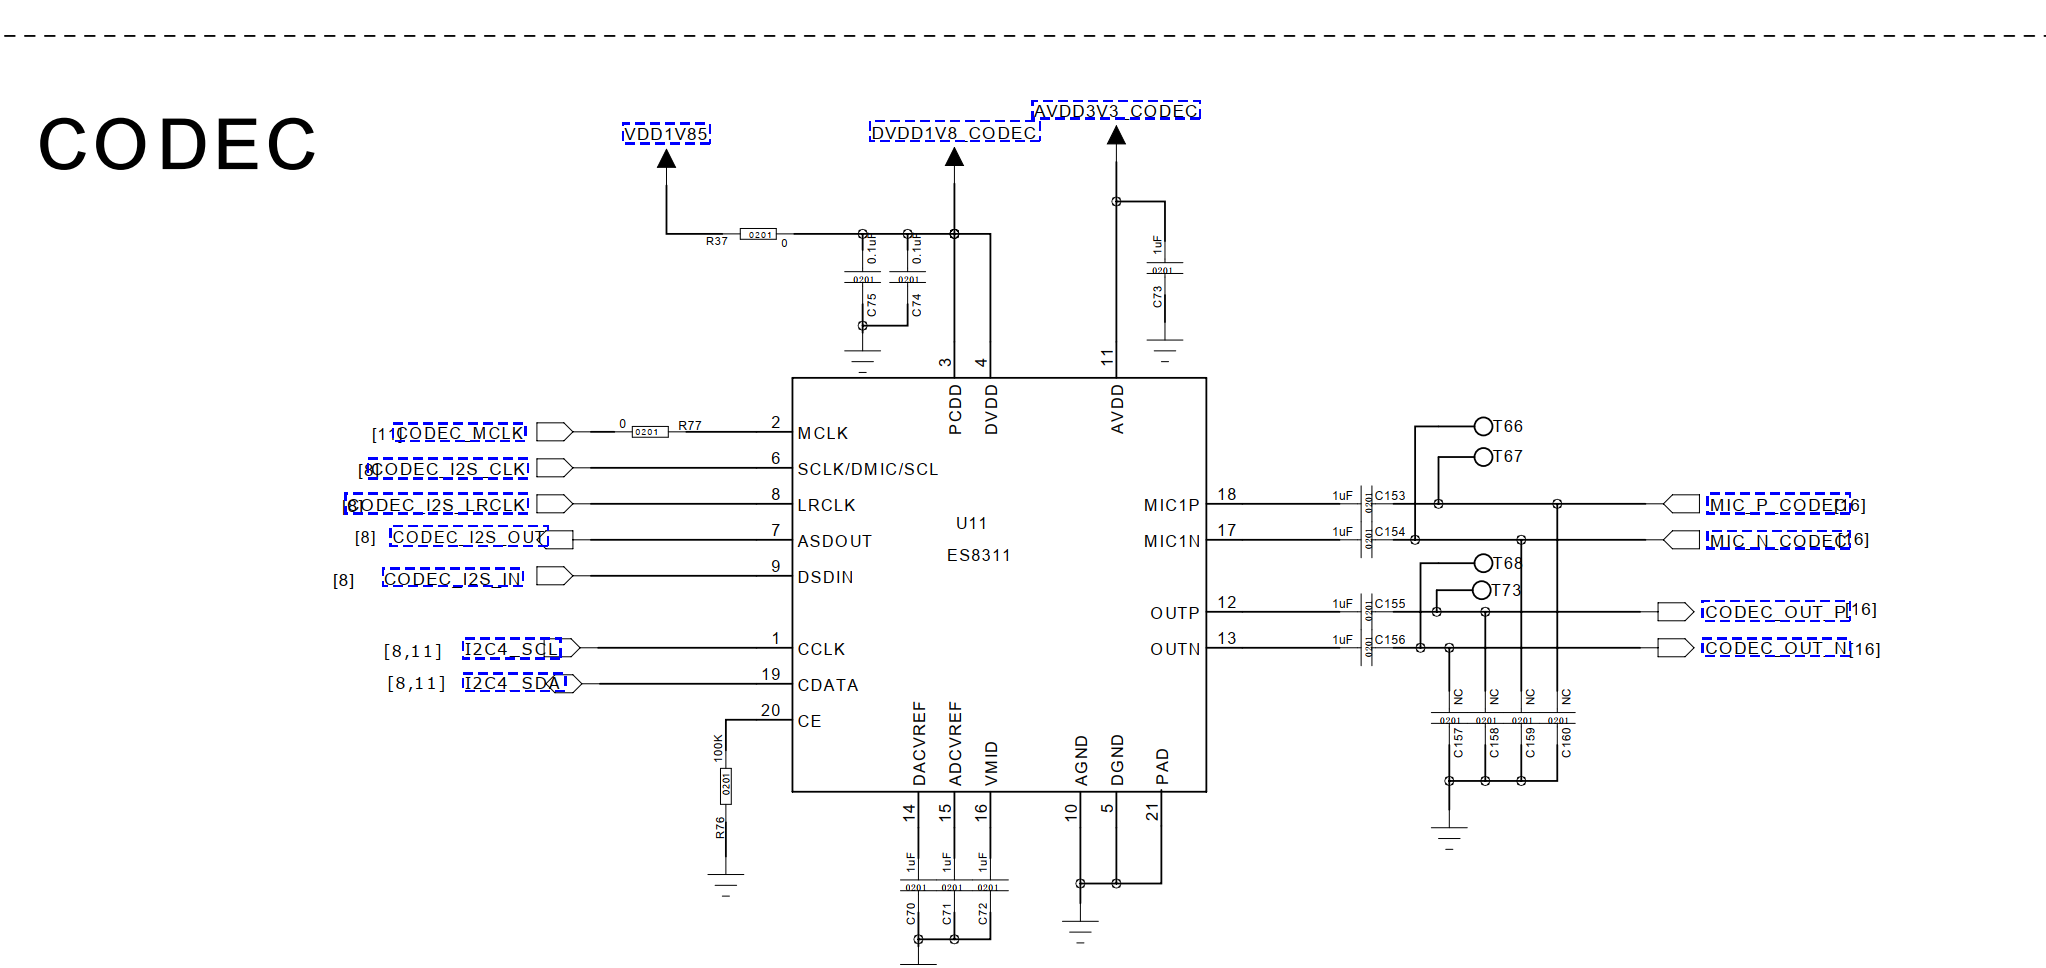 CODEC
VDD1V85
DVDD1V8_CODEC
AVDD3V3_CODEC
R37
0201
0
0.1uF
0201
C75
0.1uF
0201
C74
1uF
0201
C73
3
PCDD
4
DVDD
11
AVDD
[11]
CODEC_MCLK
0
0201
R77
2
MCLK
[8]
CODEC_I2S_CLK
6
SCLK/DMIC/SCL
[8]
CODEC_I2S_LRCLK
8
LRCLK
[8]
CODEC_I2S_OUT
7
ASDOUT
[8]
CODEC_I2S_IN
9
DSDIN
[8,11]
I2C4_SCL
1
CCLK
[8,11]
I2C4_SDA
19
CDATA
20
CE
100K
0201
R76
U11
ES8311
MIC1P
18
1uF
0201
C153
MIC_P_CODEC
[16]
MIC1N
17
1uF
0201
C154
MIC_N_CODEC
[16]
T66
T67
T68
T73
OUTP
12
1uF
0201
C155
CODEC_OUT_P
[16]
OUTN
13
1uF
0201
C156
CODEC_OUT_N
[16]
NC
0201
C157
NC
0201
C158
NC
0201
C159
NC
0201
C160
DACVREF
14
1uF
0201
C70
ADCVREF
15
1uF
0201
C71
VMID
16
1uF
0201
C72
AGND
10
DGND
5
PAD
21